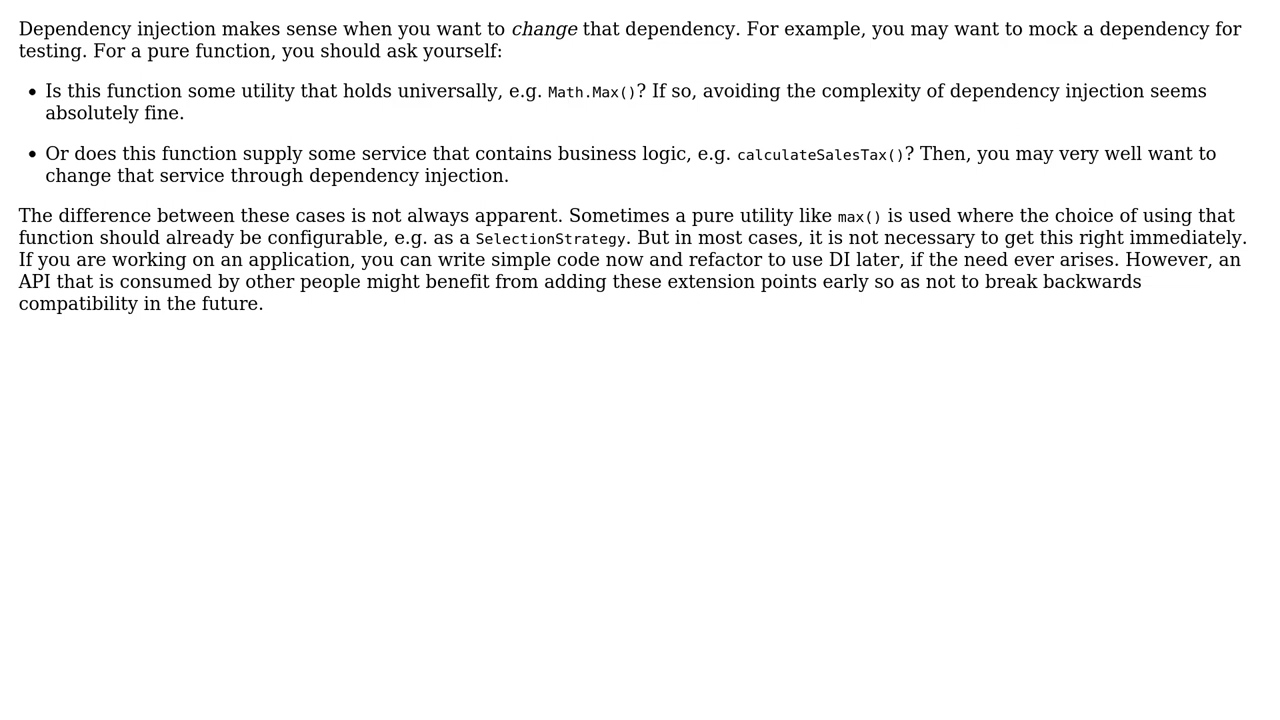 Dependency injection makes sense when you want to change that dependency. For example, you may want to mock a dependency for
testing. For a pure function, you should ask yourself:
• Is this function some utility that holds universally, e.g. Math.Max()? If so, avoiding the complexity of dependency injection seems
absolutely fine.
• Or does this function supply some service that contains business logic, e.g. calculateSalesTax()? Then, you may very well want to
change that service through dependency injection.
The difference between these cases is not always apparent. Sometimes a pure utility like max() is used where the choice of using that
function should already be configurable, e.g. as a SelectionStrategy. But in most cases, it is not necessary to get this right immediately.
If you are working on an application, you can write simple code now and refactor to use DI later, if the need ever arises. However, an
API that is consumed by other people might benefit from adding these extension points early so as not to break backwards
compatibility in the future.